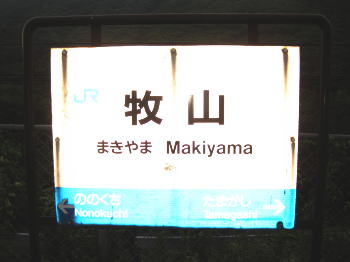 JR
牧山
まきやま Makiyama
ののくち たまがし
Nonokuchi Tamagashi